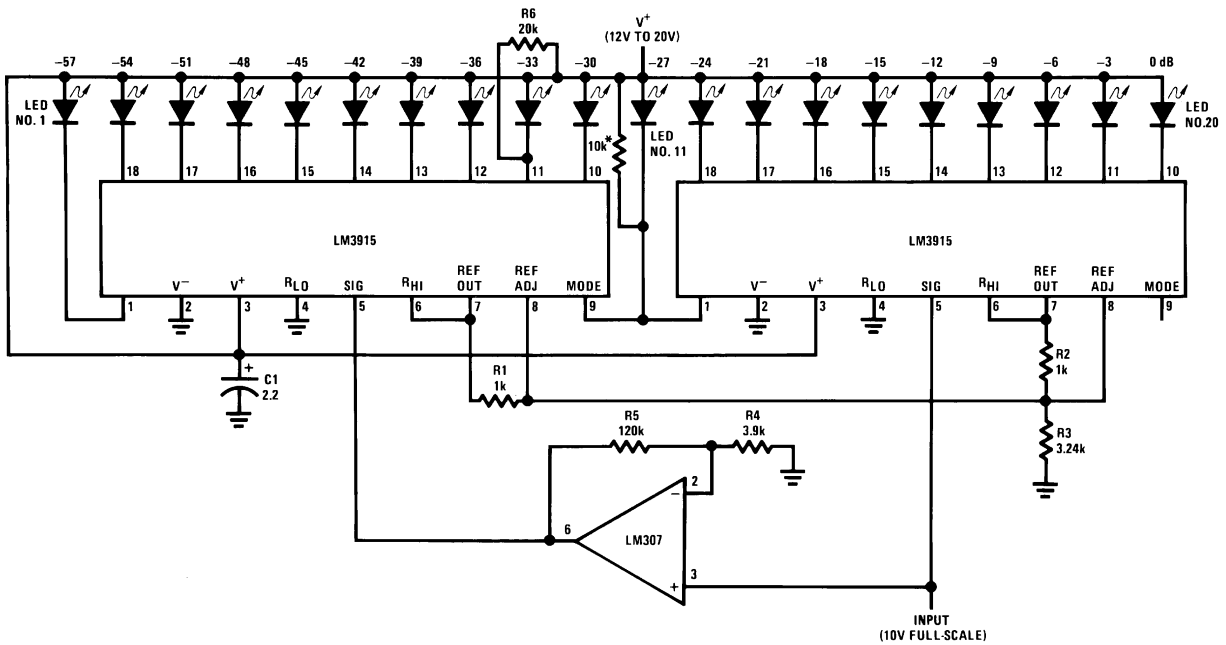 R6
20k
V+
(12V TO 20V)
−57 −54 −51 −48 −45 −42 −39 −36 −33 −30 −27 −24 −21 −18 −15 −12 −9 −6 −3 0 dB
LED
NO. 1
10k*
LED
NO. 11
LED
NO.20
18 17 16 15 14 13 12 11 10 18 17 16 15 14 13 12 11 10
LM3915 LM3915
V− V+ RLO SIG RHI REF OUT REF ADJ MODE V− V+ RLO SIG RHI REF OUT REF ADJ MODE
1 2 3 4 5 6 7 8 9 1 2 3 4 5 6 7 8 9
+
C1
2.2
R1
1k
R2
1k
R5
120k
R4
3.9k
R3
3.24k
2
−
6
LM307
3
+
INPUT
(10V FULL-SCALE)